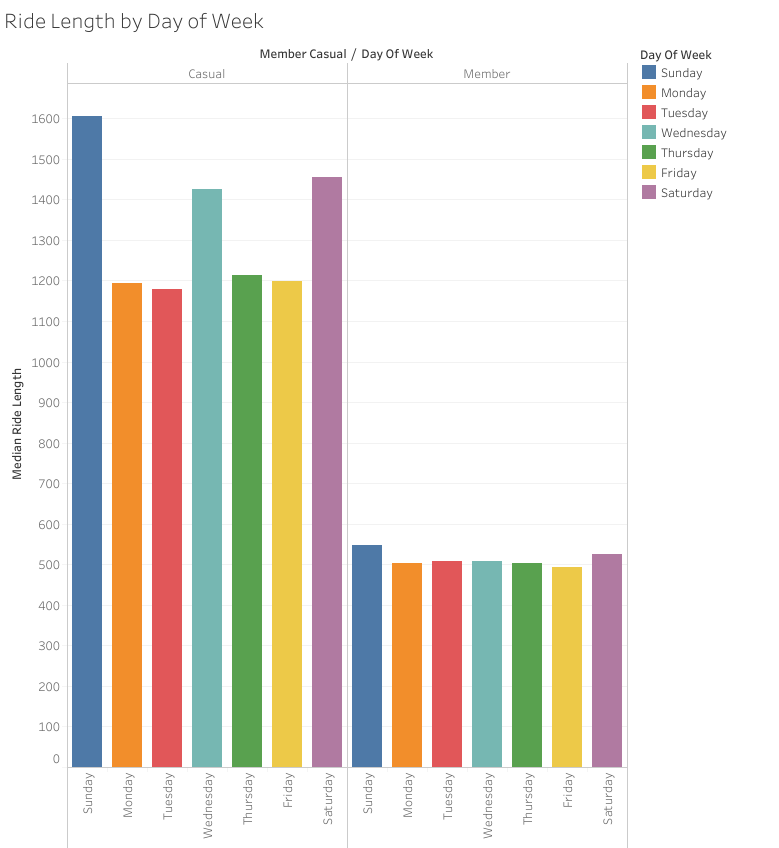 Ride Length by Day of Week
Member Casual / Day Of Week
Casual
Member
Median Ride Length
1600
1500
1400
1300
1200
1100
1000
900
800
700
600
500
400
300
200
100
0
Sunday
Monday
Tuesday
Wednesday
Thursday
Friday
Saturday
Sunday
Monday
Tuesday
Wednesday
Thursday
Friday
Saturday
Day Of Week
Sunday
Monday
Tuesday
Wednesday
Thursday
Friday
Saturday